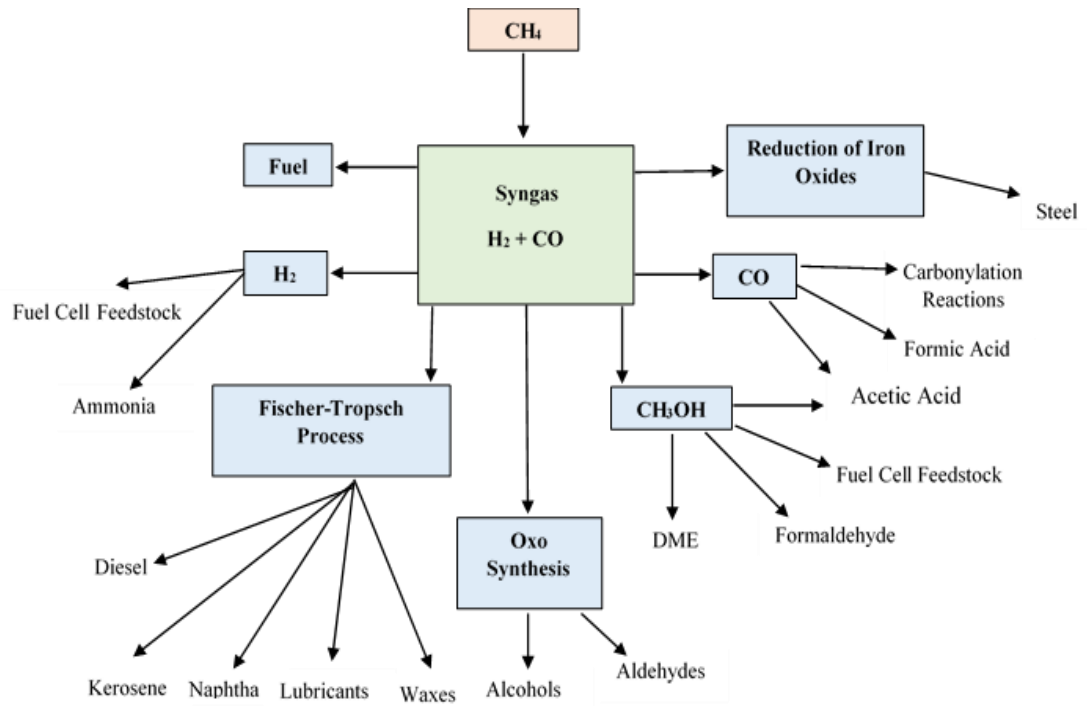 CH₄
Fuel
Syngas
H₂ + CO
Reduction of Iron
Oxides
Steel
H₂
CO
Carbonylation
Reactions
Fuel Cell Feedstock
Formic Acid
Ammonia
Fischer-Tropsch
Process
CH₃OH
Acetic Acid
Fuel Cell Feedstock
Diesel
Oxo
Synthesis
DME
Formaldehyde
Kerosene
Naphtha
Lubricants
Waxes
Alcohols
Aldehydes